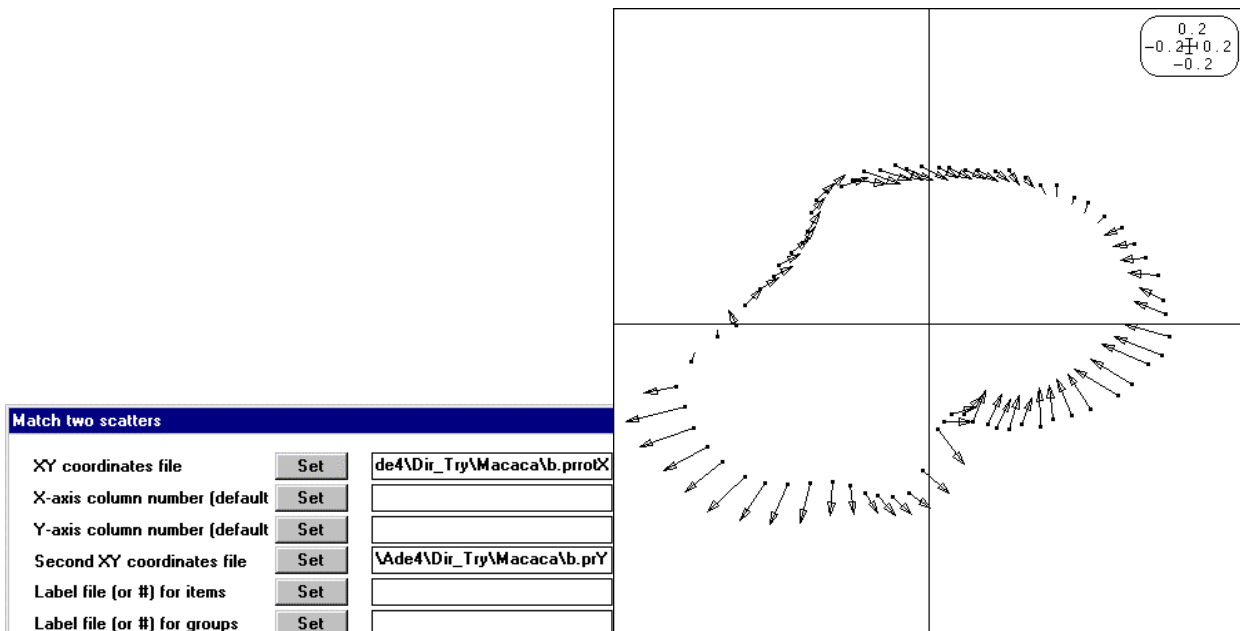 0.2
-0.2 0.2
-0.2
Match two scatters
XY coordinates file Set de4\Dir_Try\Macaca\b.prrotX
X-axis column number (default Set
Y-axis column number (default Set
Second XY coordinates file Set \Ade4\Dir_Try\Macaca\b.prY
Label file (or #) for items Set
Label file (or #) for groups Set